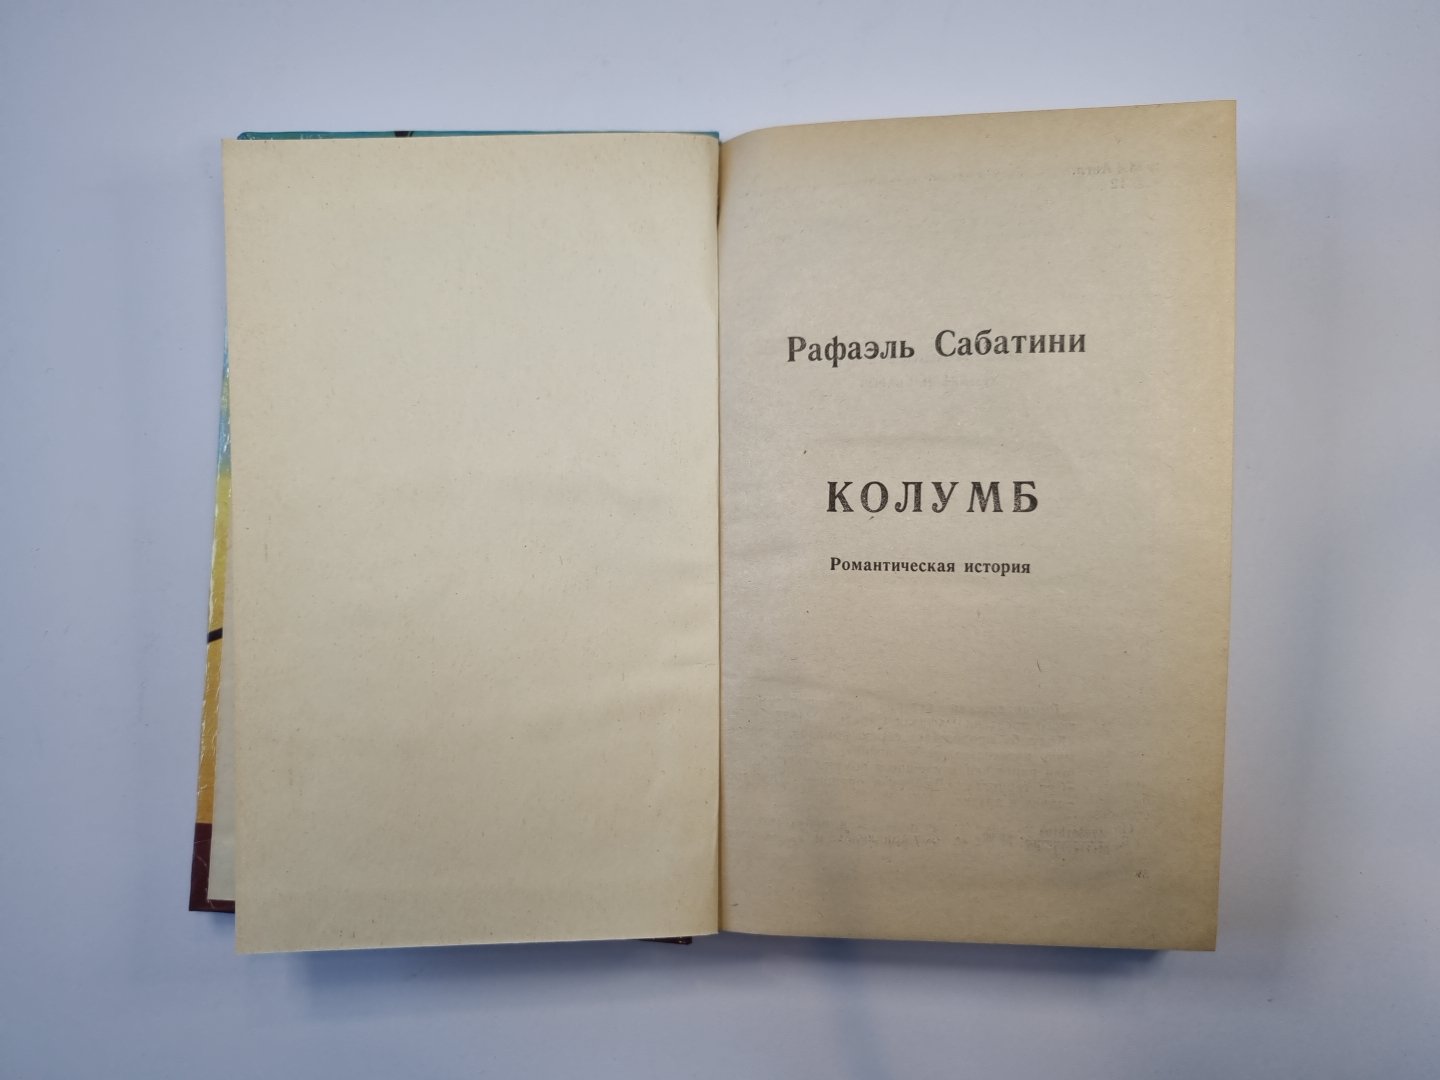 Рафаэль Сабатини
КОЛУМБ
Романтическая история